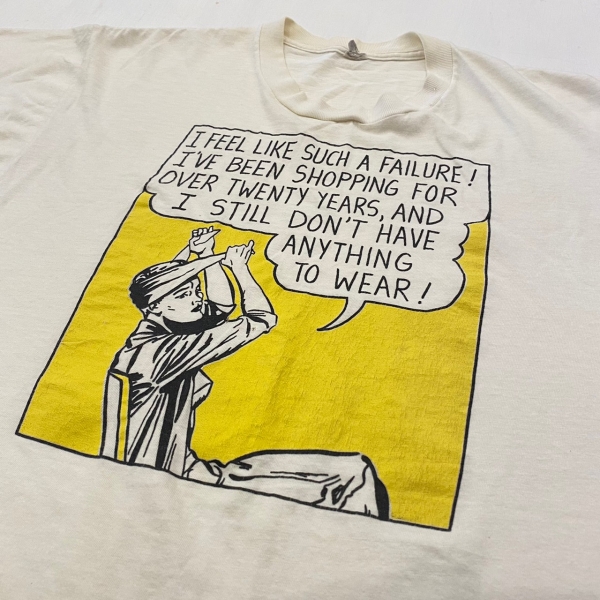 I FEEL LIKE SUCH A FAILURE!
I'VE BEEN SHOPPING FOR
OVER TWENTY YEARS, AND
I STILL DON'T HAVE
ANYTHING
TO WEAR!